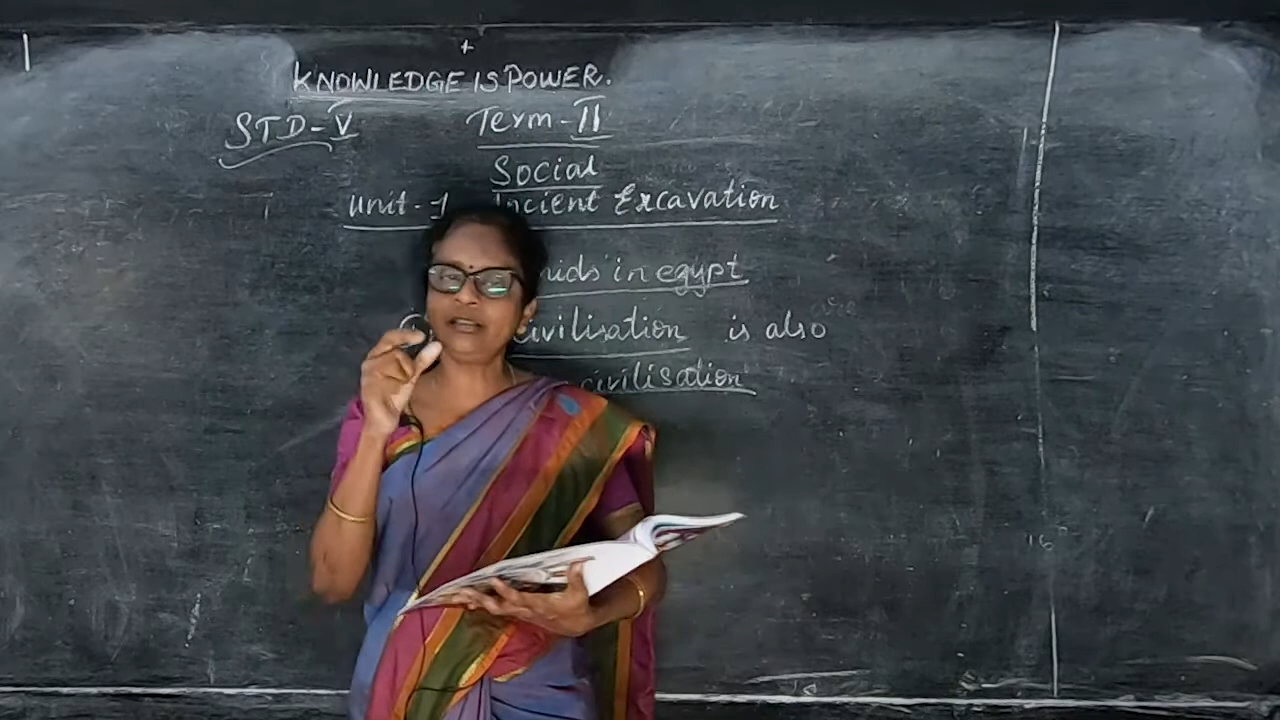 KNOWLEDGE IS POWER.
STD-V Term-II
Social
Unit-1 Excavation
in egypt
civilisation is also
civilisation